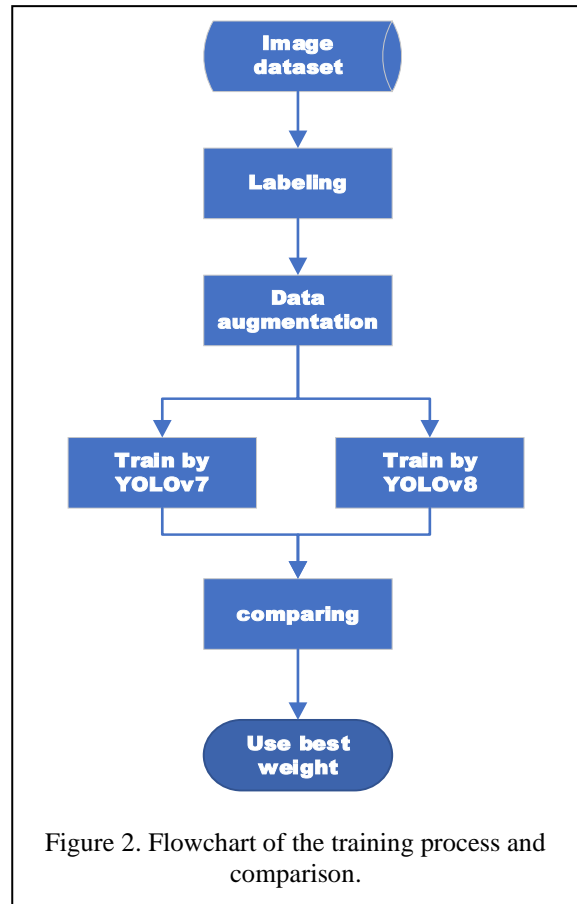 Image
dataset
Labeling
Data
augmentation
Train by
YOLOv7
Train by
YOLOv8
comparing
Use best
weight
Figure 2. Flowchart of the training process and
comparison.